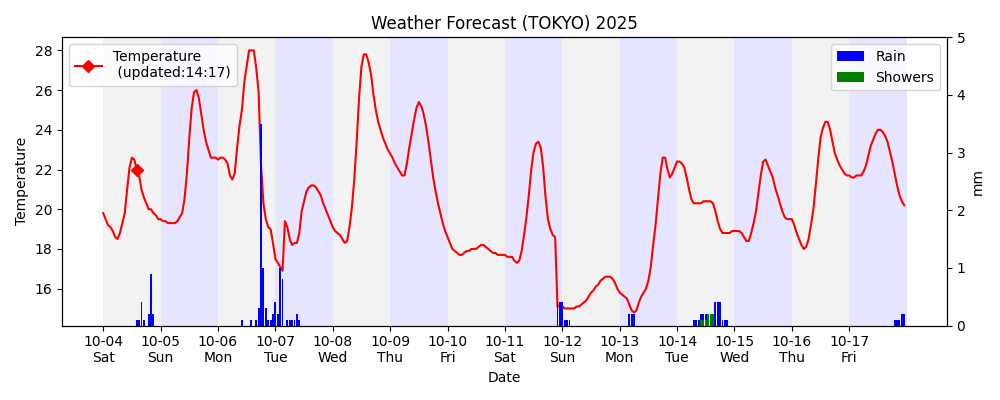 Weather Forecast (TOKYO) 2025
Temperature
(updated:14:17)
Rain
Showers
Temperature
28
26
24
22
20
18
16
5
4
3
2
1
0
mm
10-04 10-05 10-06 10-07 10-08 10-09 10-10 10-11 10-12 10-13 10-14 10-15 10-16 10-17
Sat Sun Mon Tue Wed Thu Fri Sat Sun Mon Tue Wed Thu Fri
Date